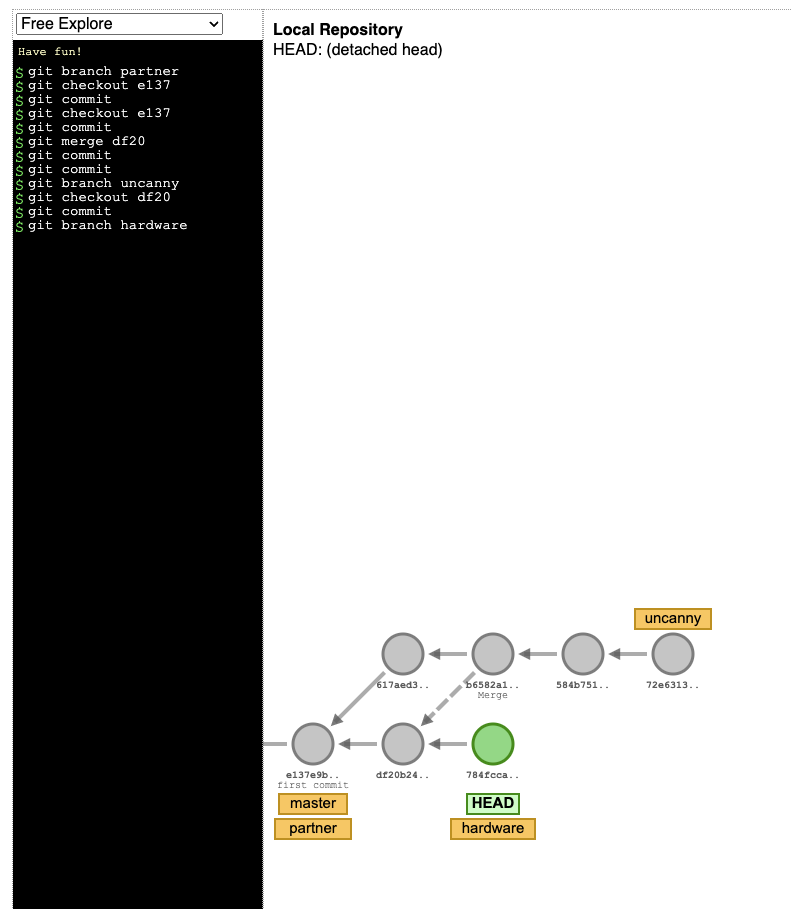 Free Explore
Have fun!
$ git branch partner
$ git checkout e137
$ git commit
$ git checkout e137
$ git commit
$ git merge df20
$ git commit
$ git commit
$ git branch uncanny
$ git checkout df20
$ git commit
$ git branch hardware
Local Repository
HEAD: (detached head)
uncanny
617aed3.. b6582a1.. 584b751.. 72e6313..
Merge
e137e9b.. df20b24.. 784fcca..
first commit
master HEAD
partner hardware